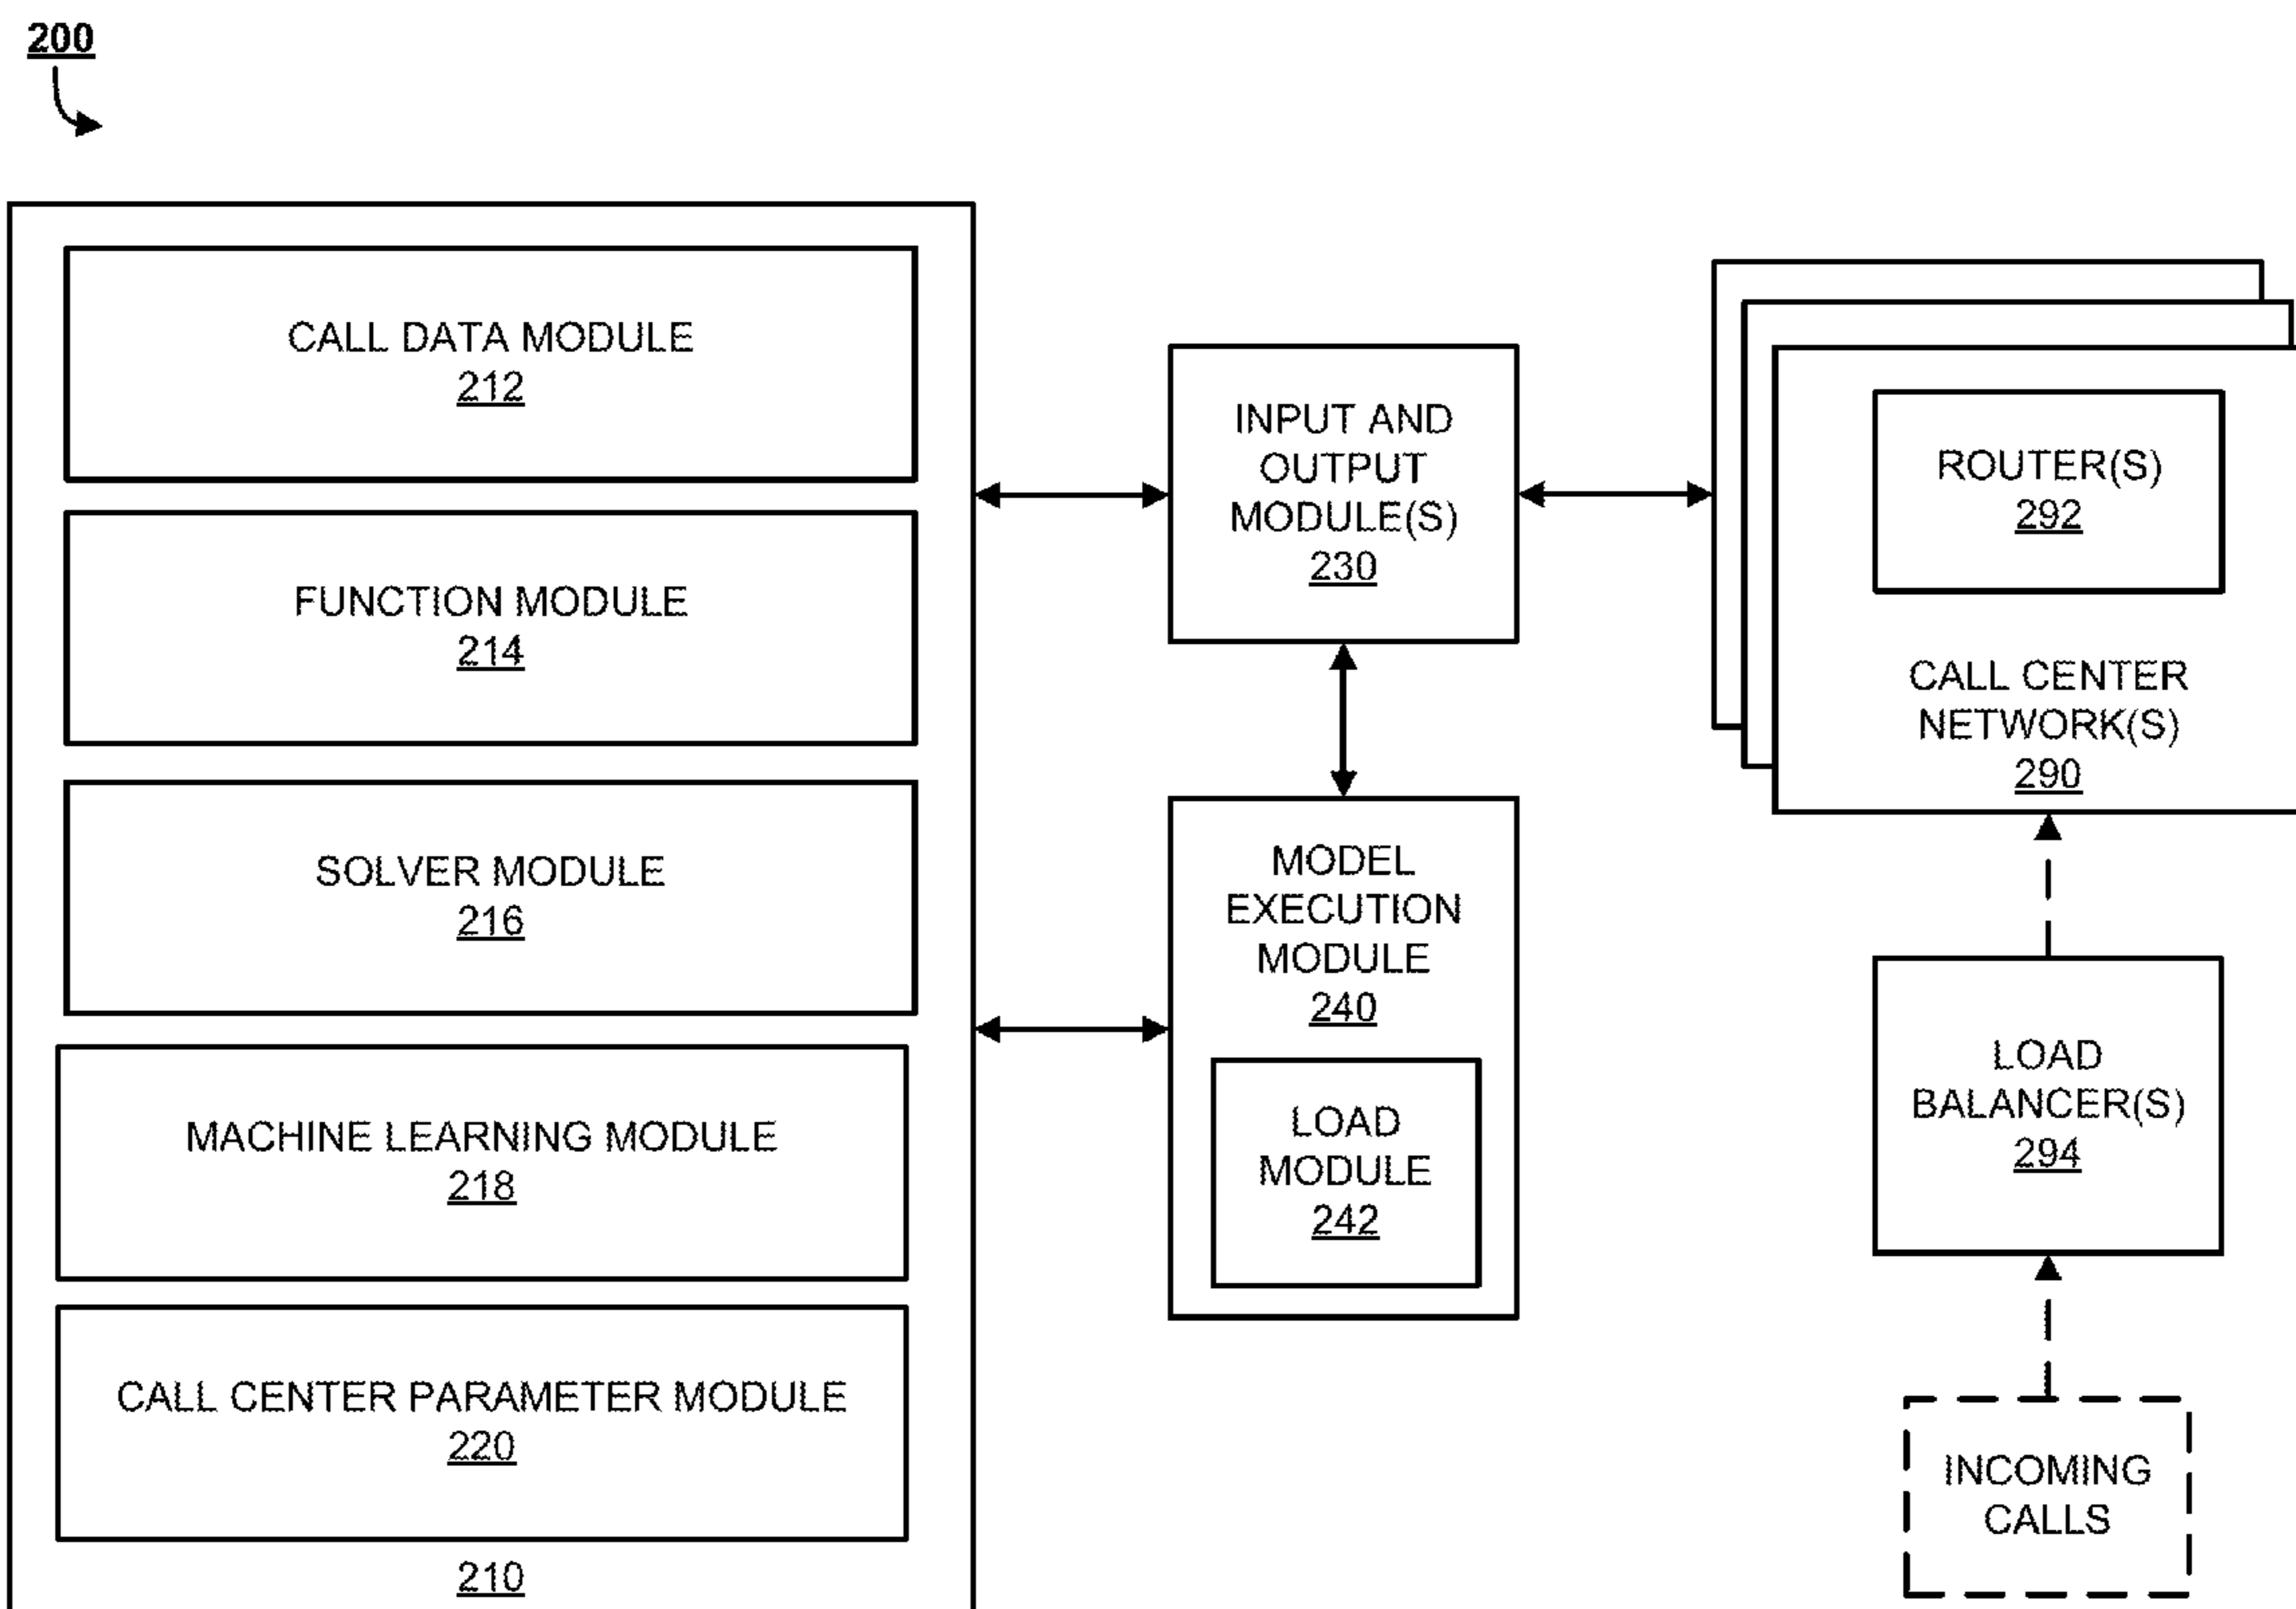 200
CALL DATA MODULE
212
FUNCTION MODULE
214
SOLVER MODULE
216
MACHINE LEARNING MODULE
218
CALL CENTER PARAMETER MODULE
220
210
INPUT AND
OUTPUT
MODULE(S)
230
MODEL
EXECUTION
MODULE
240
LOAD
MODULE
242
ROUTER(S)
292
CALL CENTER
NETWORK(S)
290
LOAD
BALANCER(S)
294
INCOMING
CALLS